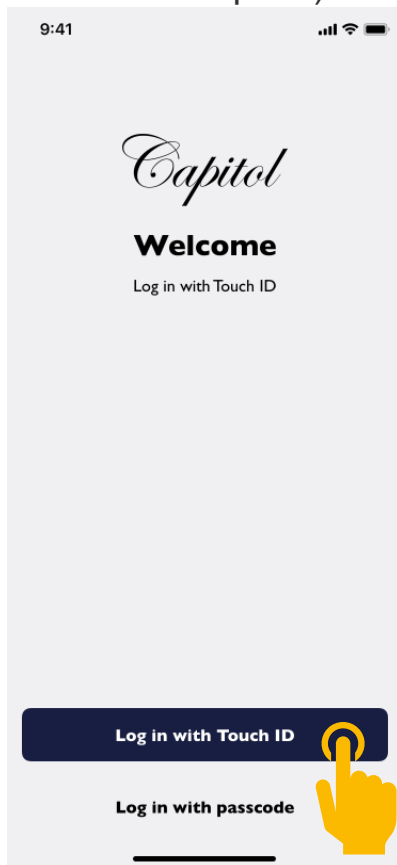 9:41
Capitol
Welcome
Log in with Touch ID
Log in with Touch ID
Log in with passcode